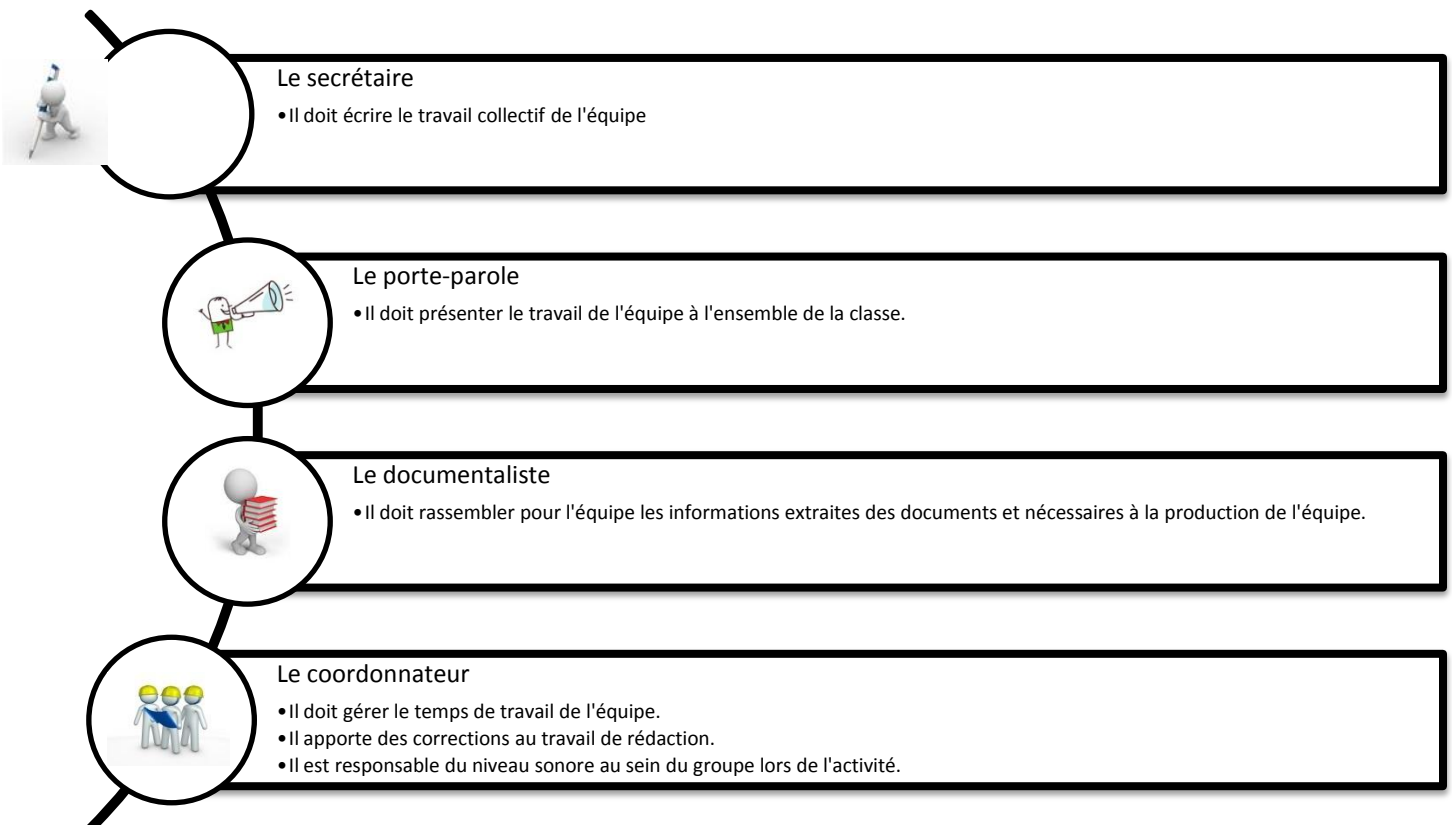 Le secrétaire
•Il doit écrire le travail collectif de l'équipe
Le porte-parole
•Il doit présenter le travail de l'équipe à l'ensemble de la classe.
Le documentaliste
•Il doit rassembler pour l'équipe les informations extraites des documents et nécessaires à la production de l'équipe.
Le coordonnateur
•Il doit gérer le temps de travail de l'équipe.
•Il apporte des corrections au travail de rédaction.
•Il est responsable du niveau sonore au sein du groupe lors de l'activité.